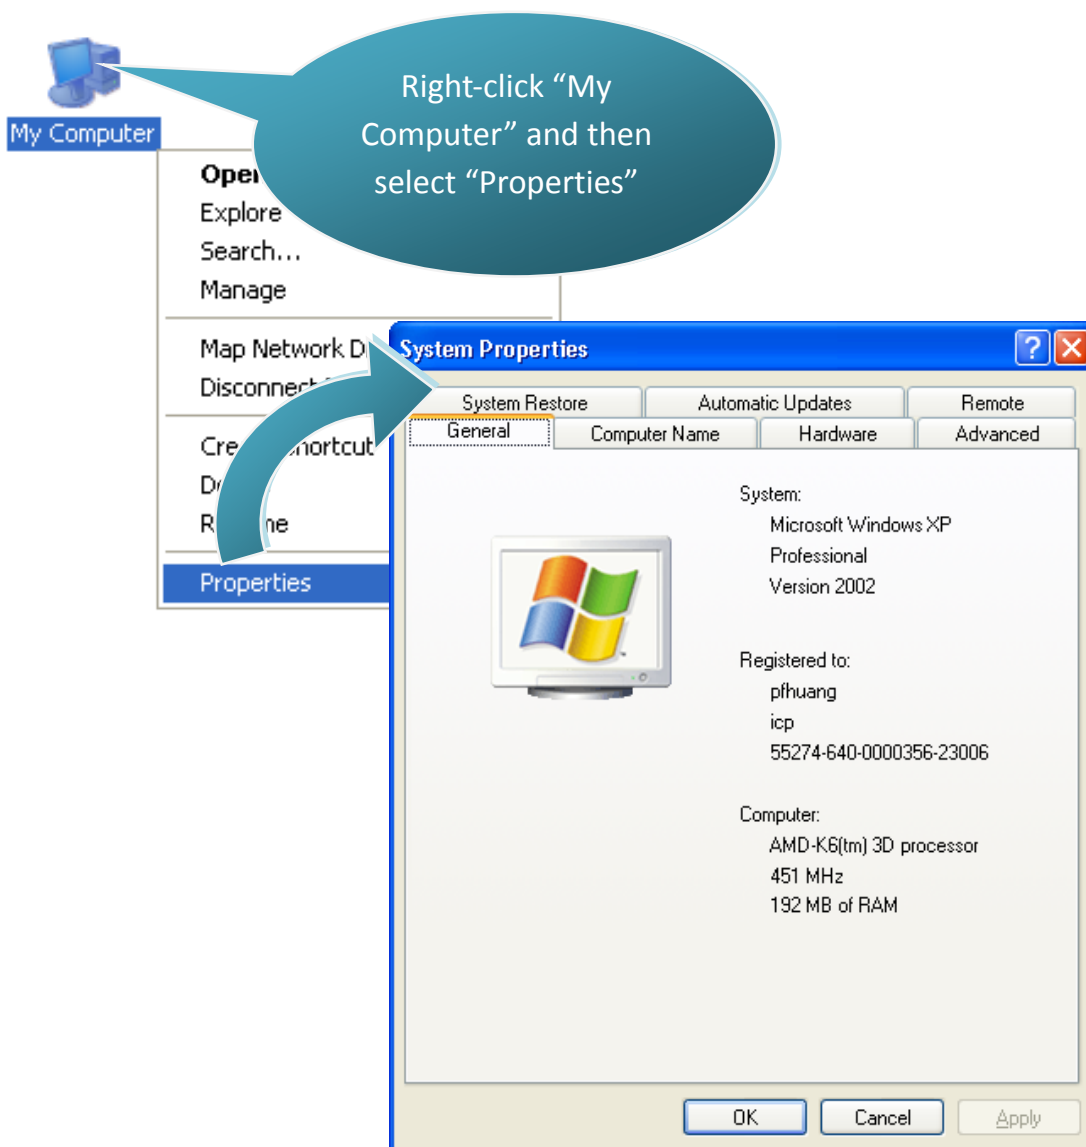 Right-click “My
Computer” and then
select “Properties”
My Computer
Explore
Search...
Manage
Map Network
Properties
System Properties
System Restore Automatic Updates Remote
General Computer Name Hardware Advanced
System:
Microsoft Windows XP
Professional
Version 2002
Registered to:
pfhuang
icp
55274-640-0000356-23006
Computer:
AMD-K6(tm) 3D processor
451 MHz
192 MB of RAM
OK Cancel Apply